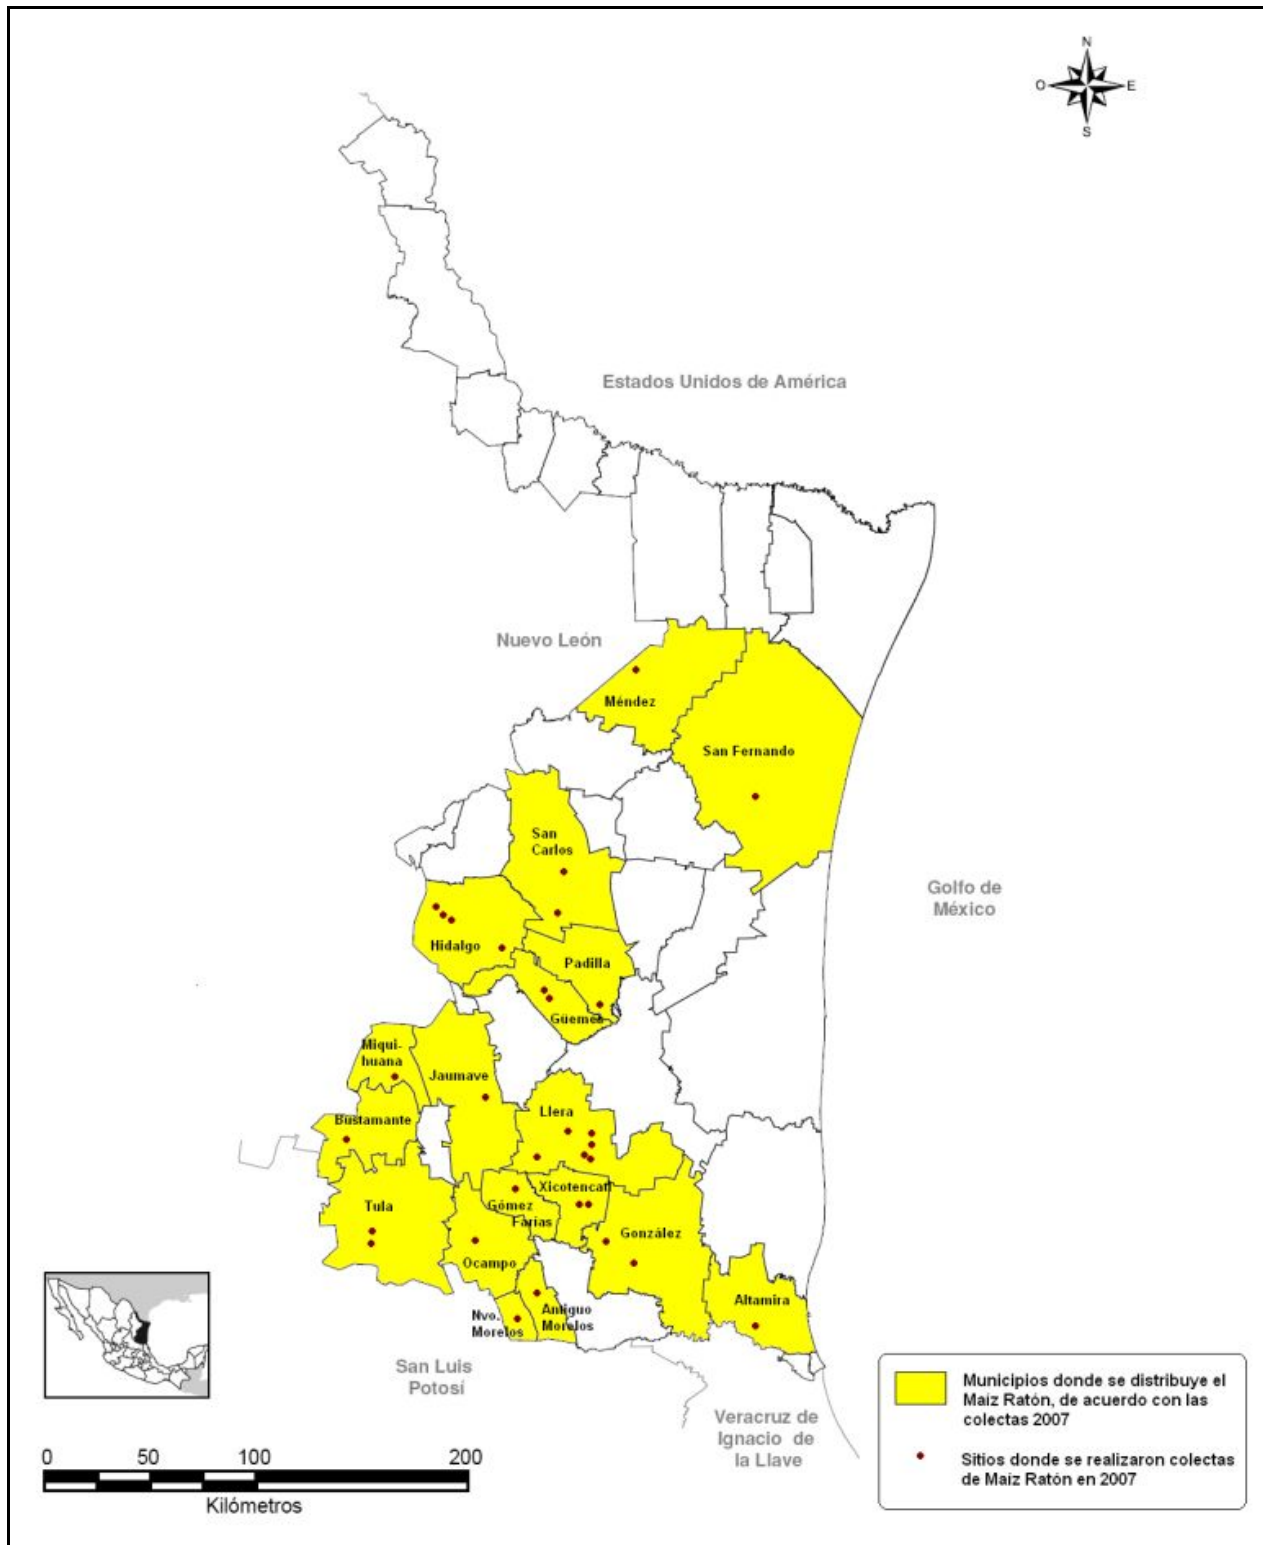 N
O
E
S
Estados Unidos de América
Nuevo León
Méndez
San Fernando
San
Carlos
Golfo de
México
Hidalgo
Padilla
Güemes
Miqui-
huana
Jaumave
Bustamante
Llera
Tula
Xicotencatl
Gómez
Farías
González
Ocampo
Altamira
Antiguo
Morelos
Nvo.
Morelos
San Luis
Potosí
Veracruz de
Ignacio de
la Llave
Municipios donde se distribuye el
Maíz Ratón, de acuerdo con las
colectas 2007
Sitios donde se realizaron colectas
de Maíz Ratón en 2007
0 50 100 200
Kilómetros